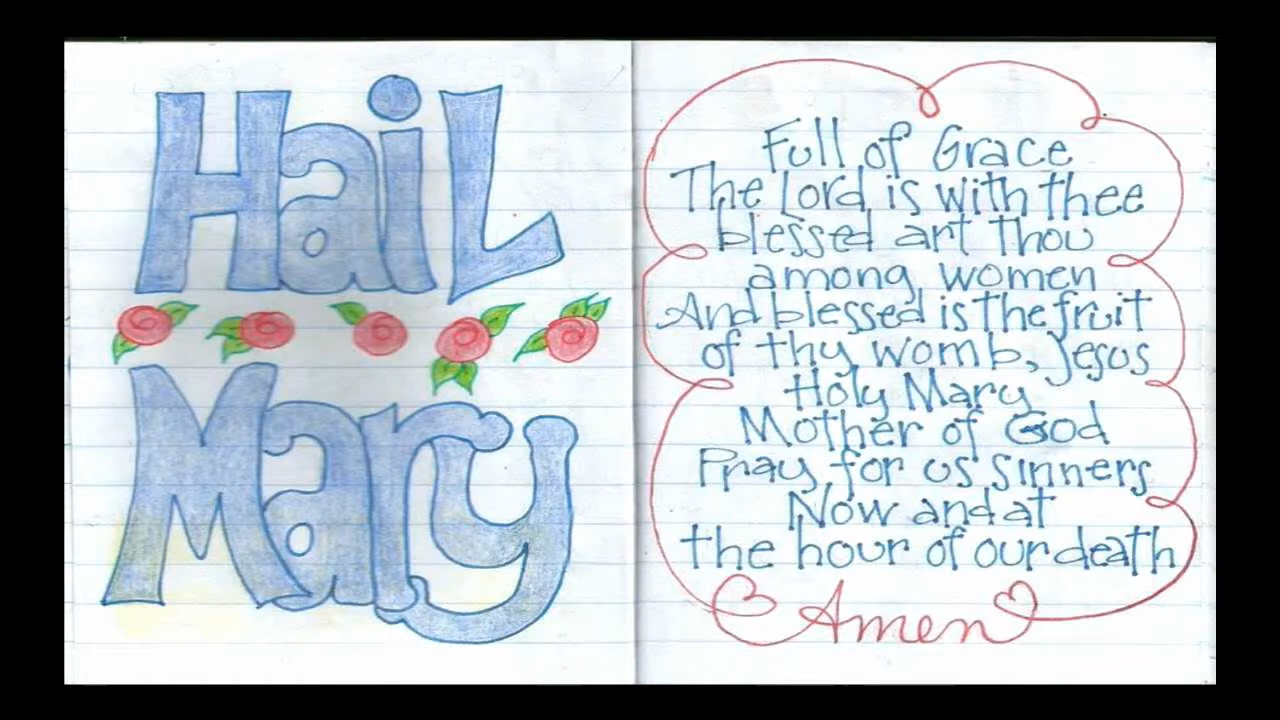 Hail
Mary
Full of Grace
The Lord is with thee
blessed art Thou
among women
And blessed is the fruit
of thy womb, Jesus
Holy Mary
Mother of God
Pray for us sinners
Now and at
the hour of our death
Amen